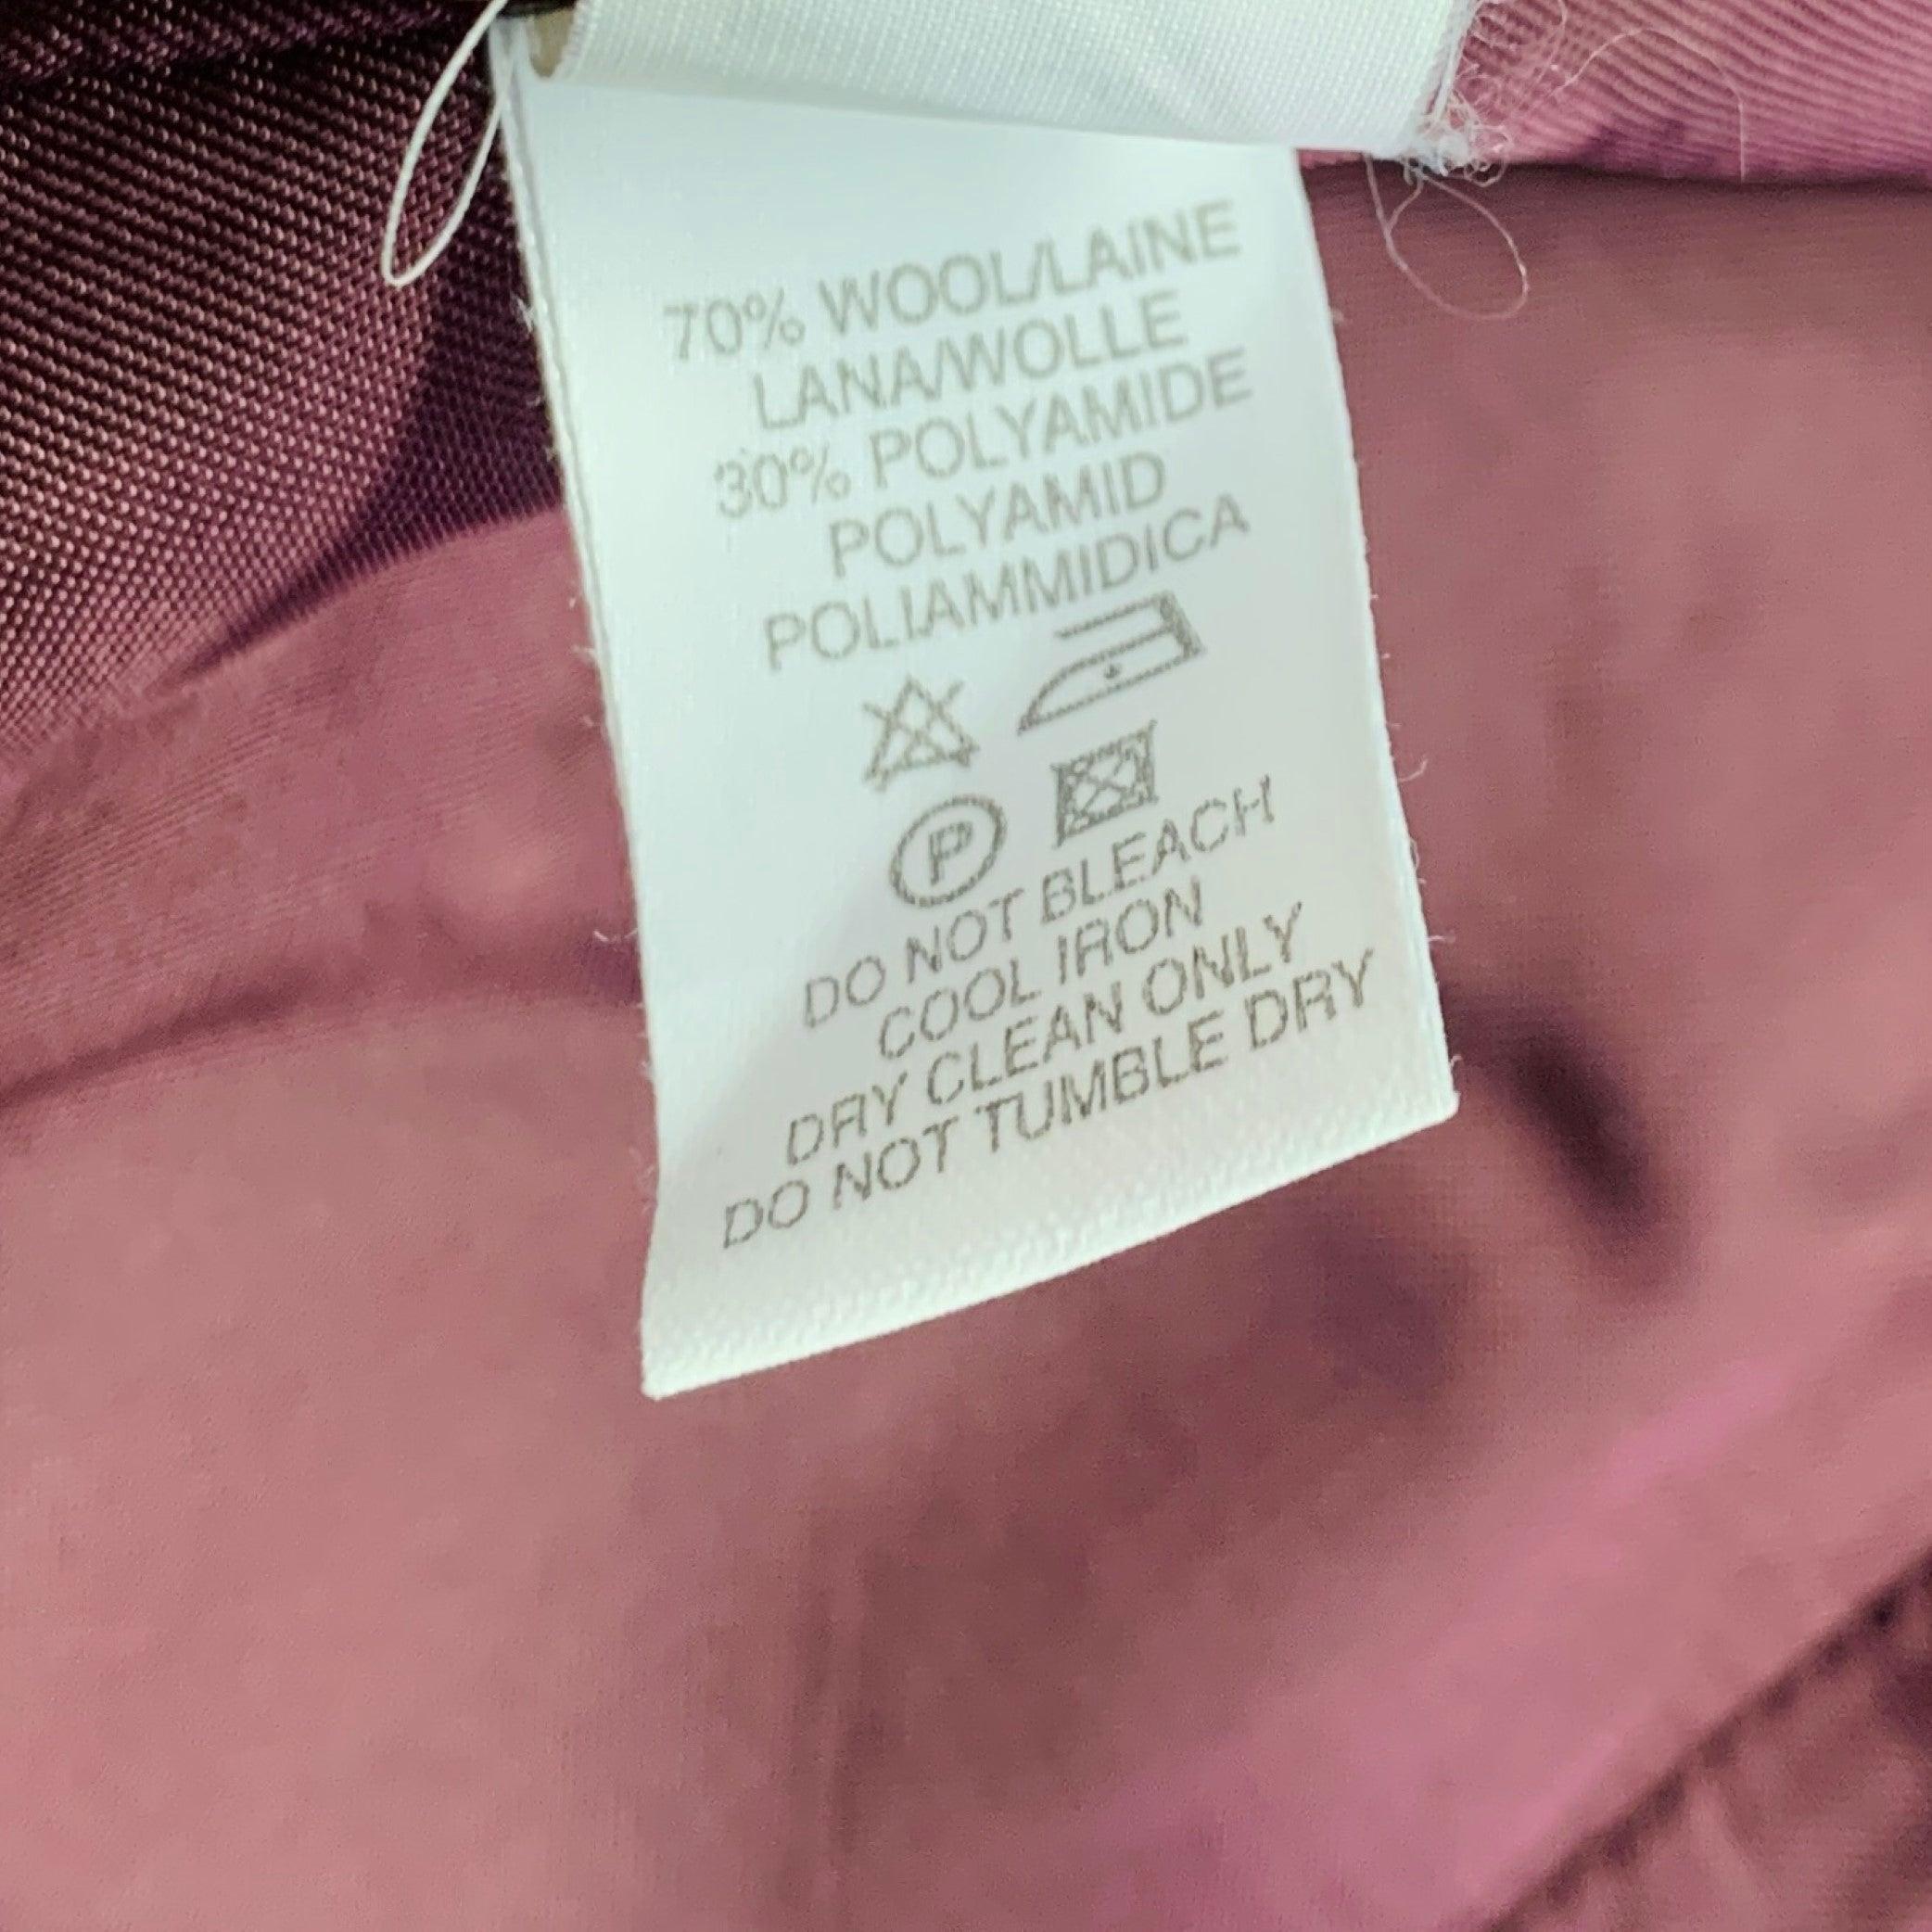 70% WOOL/LAINE
LANA/WOLLE
30% POLYAMIDE
POLYAMID
POLIAMMIDICA
P
DO NOT BLEACH
COOL IRON
DRY CLEAN ONLY
DO NOT TUMBLE DRY